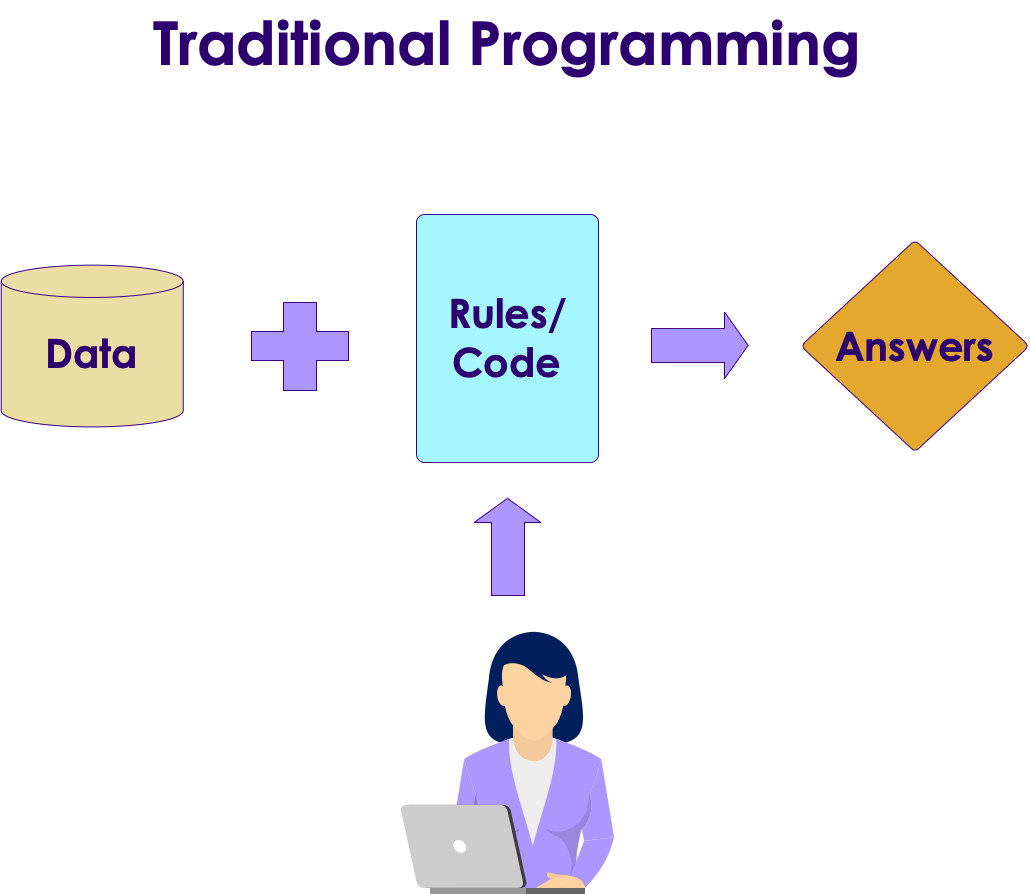 Traditional Programming
Data
Rules/
Code
Answers